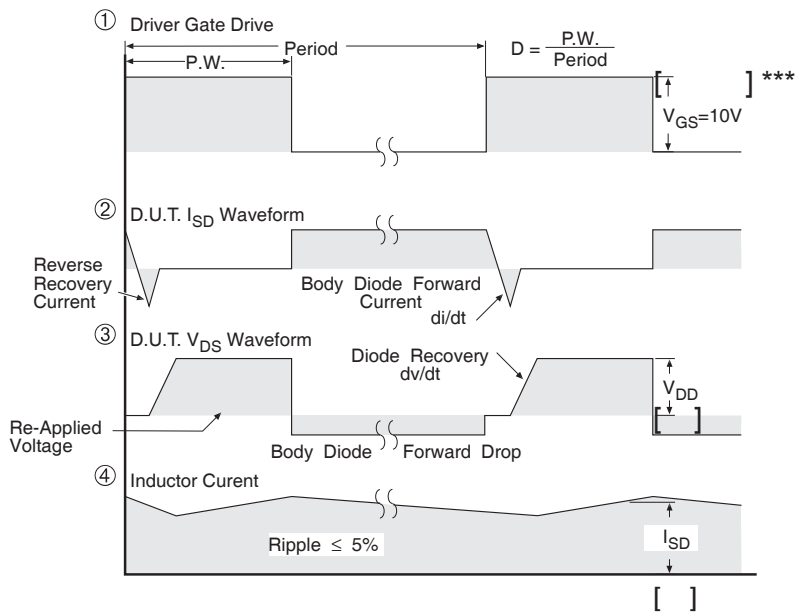 ① Driver Gate Drive
Period
P.W.
D = P.W. / Period
[ ] ***
V_GS=10V
② D.U.T. I_SD Waveform
Reverse
Recovery
Current
Body Diode Forward
Current
di/dt
③ D.U.T. V_DS Waveform
Diode Recovery
dv/dt
V_DD
Re-Applied
Voltage
[ ]
Body Diode Forward Drop
④ Inductor Curent
Ripple ≤ 5%
I_SD
[ ]